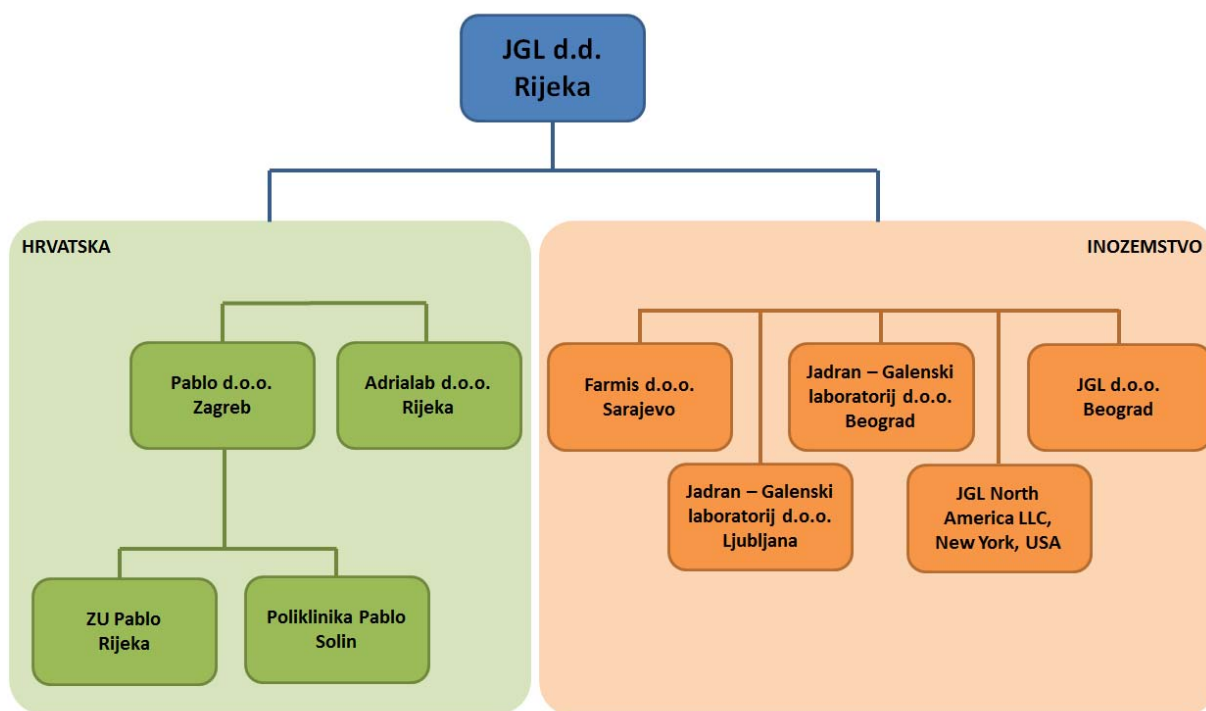 JGL d.d.
Rijeka
HRVATSKA
INOZEMSTVO
Pablo d.o.o.
Zagreb
Adrialab d.o.o.
Rijeka
ZU Pablo
Rijeka
Poliklinika Pablo
Solin
Farmis d.o.o.
Sarajevo
Jadran – Galenski
laboratorij d.o.o.
Beograd
JGL d.o.o.
Beograd
Jadran – Galenski
laboratorij d.o.o.
Ljubljana
JGL North
America LLC,
New York, USA